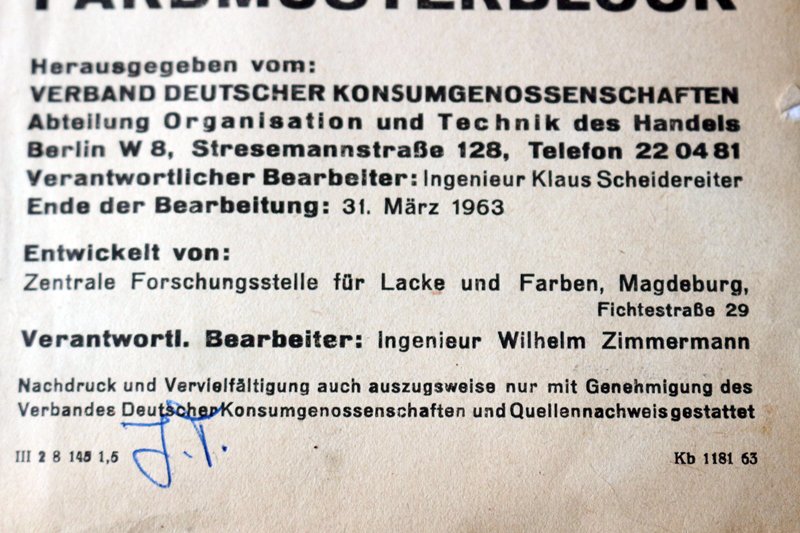 FARBMUSTERBLOCK
Herausgegeben vom:
VERBAND DEUTSCHER KONSUMGENOSSENSCHAFTEN
Abteilung Organisation und Technik des Handels
Berlin W 8, Stresemannstraße 128, Telefon 22 04 81
Verantwortlicher Bearbeiter: Ingenieur Klaus Scheidereiter
Ende der Bearbeitung: 31. März 1963
Entwickelt von:
Zentrale Forschungsstelle für Lacke und Farben, Magdeburg,
Fichtestraße 29
Verantwortl. Bearbeiter: Ingenieur Wilhelm Zimmermann
Nachdruck und Vervielfältigung auch auszugsweise nur mit Genehmigung des
Verbandes Deutscher Konsumgenossenschaften und Quellennachweis gestattet
J.T.
III 2 8 145 1,5 Kb 1181 63